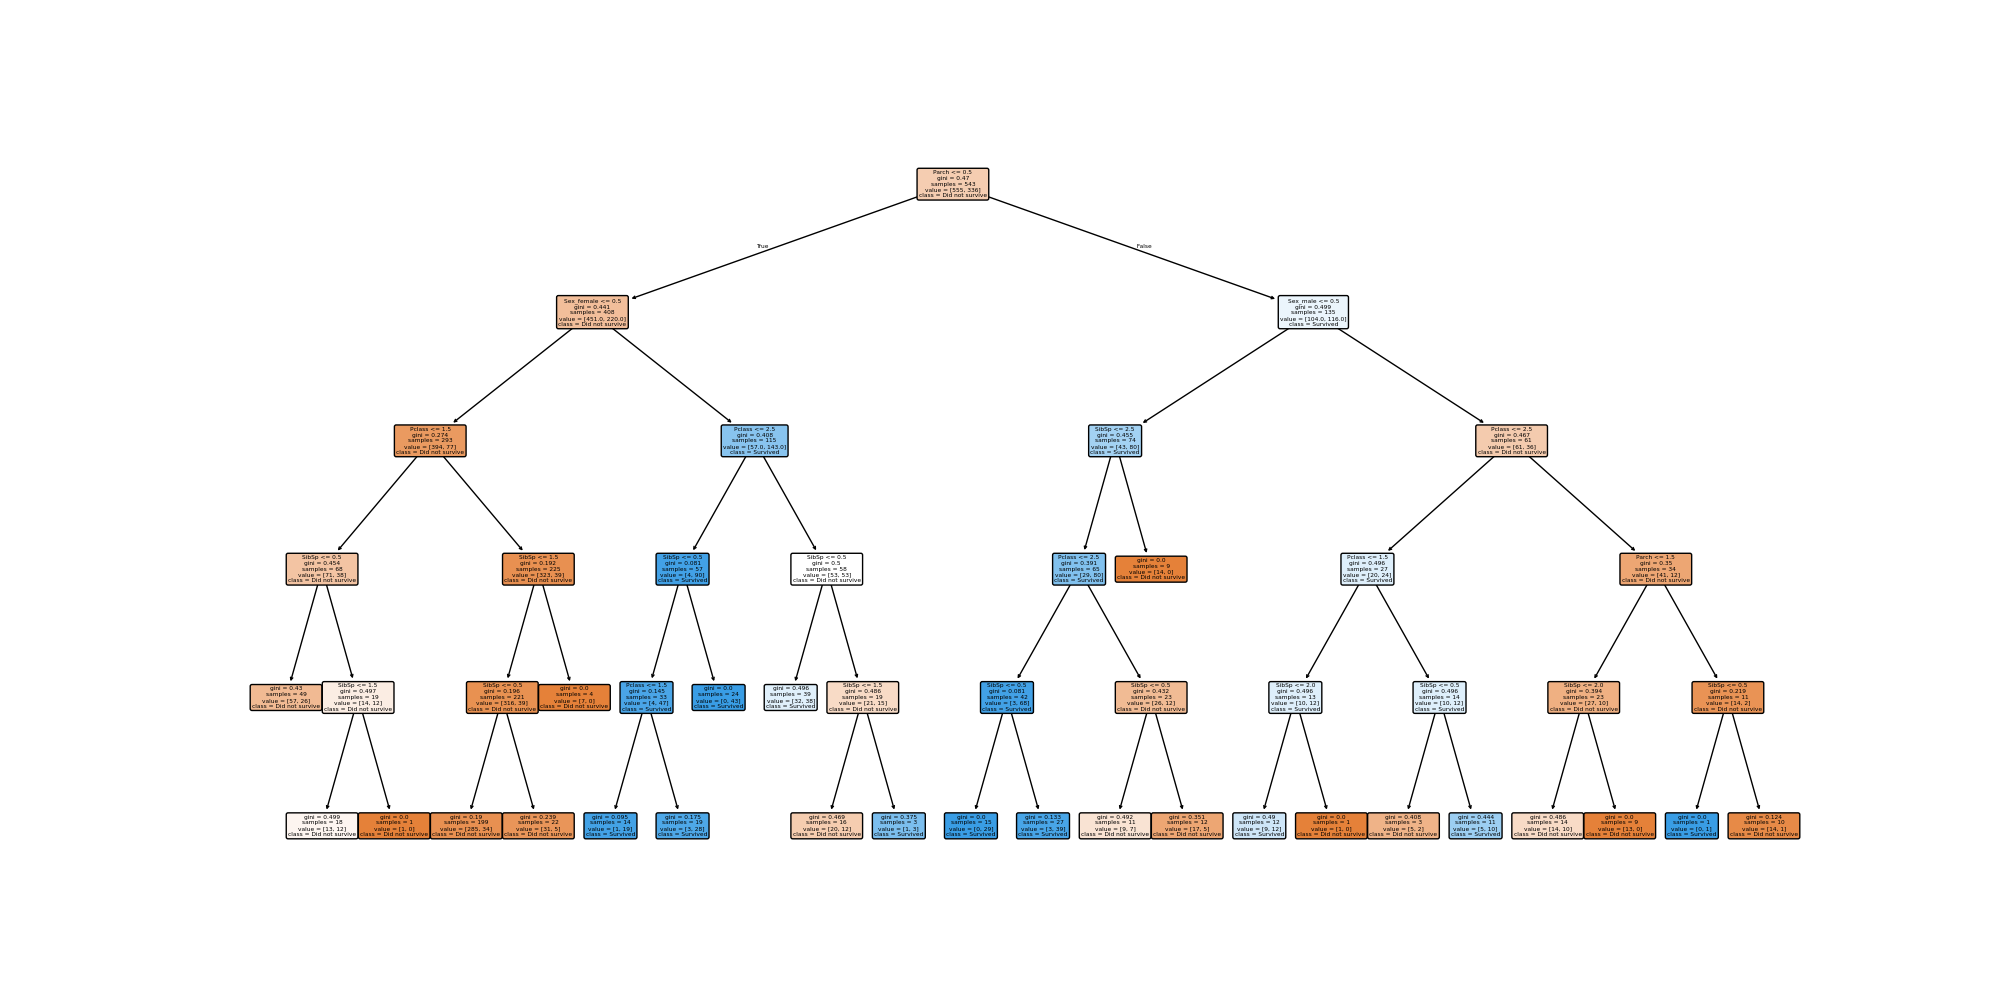 Parch <= 0.5
gini = 0.47
samples = 543
value = [555, 336]
class = Did not survive
True
False
Sex_female <= 0.5
gini = 0.441
samples = 408
value = [451.0, 220.0]
class = Did not survive
Sex_male <= 0.5
gini = 0.499
samples = 135
value = [104.0, 116.0]
class = Survived
Pclass <= 1.5
gini = 0.274
samples = 293
value = [394, 77]
class = Did not survive
Pclass <= 2.5
gini = 0.408
samples = 115
value = [57.0, 143.0]
class = Survived
SibSp <= 2.5
gini = 0.455
samples = 74
value = [43, 80]
class = Survived
Pclass <= 2.5
gini = 0.467
samples = 61
value = [61, 36]
class = Did not survive
SibSp <= 0.5
gini = 0.454
samples = 68
value = [71, 38]
class = Did not survive
SibSp <= 1.5
gini = 0.192
samples = 225
value = [323, 39]
class = Did not survive
SibSp <= 0.5
gini = 0.081
samples = 57
value = [4, 90]
class = Survived
SibSp <= 0.5
gini = 0.5
samples = 58
value = [53, 53]
class = Did not survive
Pclass <= 2.5
gini = 0.391
samples = 65
value = [29, 80]
class = Survived
gini = 0.0
samples = 9
value = [14, 0]
class = Did not survive
Pclass <= 1.5
gini = 0.496
samples = 27
value = [20, 24]
class = Survived
Parch <= 1.5
gini = 0.35
samples = 34
value = [41, 12]
class = Did not survive
gini = 0.43
samples = 49
value = [57, 26]
class = Did not survive
SibSp <= 1.5
gini = 0.497
samples = 19
value = [14, 12]
class = Did not survive
SibSp <= 0.5
gini = 0.196
samples = 221
value = [316, 39]
class = Did not survive
gini = 0.0
samples = 4
value = [7, 0]
class = Did not survive
Pclass <= 1.5
gini = 0.145
samples = 33
value = [4, 47]
class = Survived
gini = 0.0
samples = 24
value = [0, 43]
class = Survived
gini = 0.496
samples = 39
value = [32, 38]
class = Survived
SibSp <= 1.5
gini = 0.486
samples = 19
value = [21, 15]
class = Did not survive
SibSp <= 0.5
gini = 0.081
samples = 42
value = [3, 68]
class = Survived
SibSp <= 0.5
gini = 0.432
samples = 23
value = [26, 12]
class = Did not survive
SibSp <= 2.0
gini = 0.496
samples = 13
value = [10, 12]
class = Survived
SibSp <= 0.5
gini = 0.496
samples = 14
value = [10, 12]
class = Survived
SibSp <= 2.0
gini = 0.394
samples = 23
value = [27, 10]
class = Did not survive
SibSp <= 0.5
gini = 0.219
samples = 11
value = [14, 2]
class = Did not survive
gini = 0.499
samples = 18
value = [13, 12]
class = Did not survive
gini = 0.0
samples = 1
value = [1, 0]
class = Did not survive
gini = 0.19
samples = 199
value = [285, 34]
class = Did not survive
gini = 0.239
samples = 22
value = [31, 5]
class = Did not survive
gini = 0.095
samples = 14
value = [1, 19]
class = Survived
gini = 0.175
samples = 19
value = [3, 28]
class = Survived
gini = 0.469
samples = 16
value = [20, 12]
class = Did not survive
gini = 0.375
samples = 3
value = [1, 3]
class = Survived
gini = 0.0
samples = 15
value = [0, 29]
class = Survived
gini = 0.133
samples = 27
value = [3, 39]
class = Survived
gini = 0.492
samples = 11
value = [9, 7]
class = Did not survive
gini = 0.351
samples = 12
value = [17, 5]
class = Did not survive
gini = 0.49
samples = 12
value = [9, 12]
class = Survived
gini = 0.0
samples = 1
value = [1, 0]
class = Did not survive
gini = 0.408
samples = 3
value = [5, 2]
class = Did not survive
gini = 0.444
samples = 11
value = [5, 10]
class = Survived
gini = 0.486
samples = 14
value = [14, 10]
class = Did not survive
gini = 0.0
samples = 9
value = [13, 0]
class = Did not survive
gini = 0.0
samples = 1
value = [0, 1]
class = Survived
gini = 0.124
samples = 10
value = [14, 1]
class = Did not survive